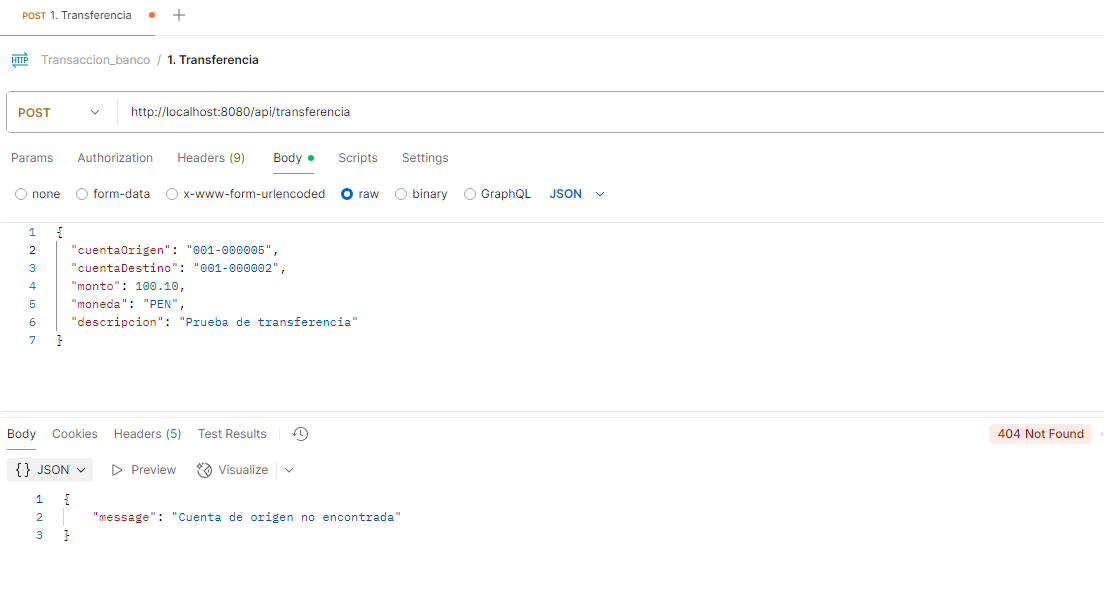 POST 1. Transferencia
HTTP Transaccion_banco / 1. Transferencia
POST http://localhost:8080/api/transferencia
Params Authorization Headers (9) Body Scripts Settings
none form-data x-www-form-urlencoded raw binary GraphQL JSON
1 {
2 "cuentaOrigen": "001-000005",
3 "cuentaDestino": "001-000002",
4 "monto": 100.10,
5 "moneda": "PEN",
6 "descripcion": "Prueba de transferencia"
7 }
Body Cookies Headers (5) Test Results 404 Not Found
{} JSON Preview Visualize
1 {
2 "message": "Cuenta de origen no encontrada"
3 }